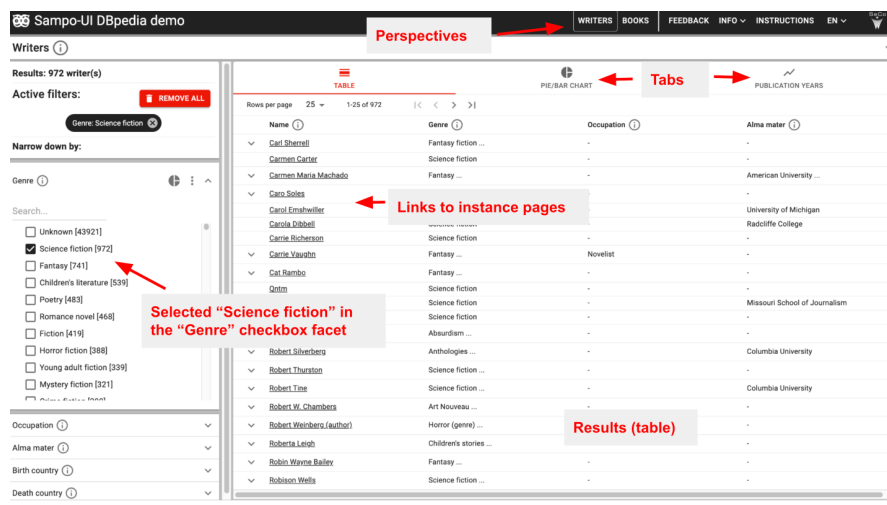 Sampo-UI DBpedia demo
Perspectives
WRITERS BOOKS FEEDBACK INFO INSTRUCTIONS EN
Writers
Results: 972 writer(s)
Active filters:
REMOVE ALL
Genre: Science fiction
Narrow down by:
Genre
Search...
Unknown [43921]
Science fiction [972]
Fantasy [741]
Children's literature [539]
Poetry [483]
Romance novel [468]
Fiction [419]
Horror fiction [388]
Young adult fiction [339]
Mystery fiction [321]
Occupation
Alma mater
Birth country
Death country
Selected “Science fiction” in
the “Genre” checkbox facet
TABLE PIE/BAR CHART Tabs PUBLICATION YEARS
Rows per page 25 1-25 of 972
Name Genre Occupation Alma mater
Carl Sherrell Fantasy fiction ... - -
Carmen Carter Science fiction - -
Carmen Maria Machado Fantasy ... - American University ...
Caro Soles -
Links to instance pages
Carol Emshwiller University of Michigan
Carola Dibbell Radcliffe College
Carrie Richerson Science fiction - -
Carrie Vaughn Fantasy ... Novelist -
Cat Rambo Fantasy ... - -
Qntm Science fiction - -
Science fiction - Missouri School of Journalism
Science fiction - -
Absurdism ... - -
Robert Silverberg Anthologies ... - Columbia University
Robert Thurston Science fiction ... - -
Robert Tine Science fiction ... - Columbia University
Robert W. Chambers Art Nouveau ... - -
Robert Weinberg (author) Horror (genre) ... -
Results (table)
Roberta Leigh Children's stories ... -
Robin Wayne Bailey Fantasy ... - -
Robison Wells Science fiction ... - -